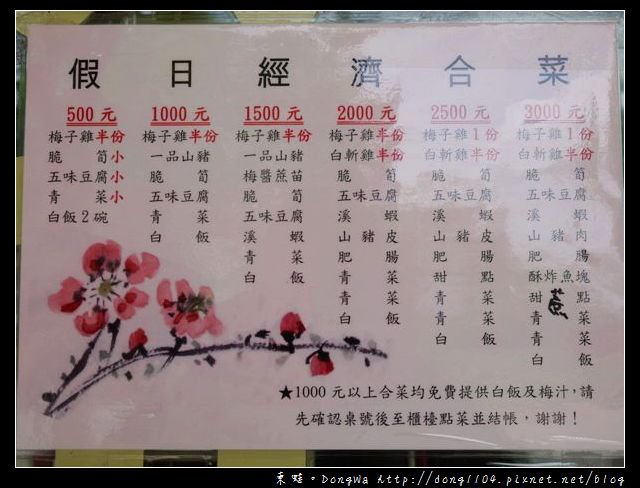 假日經濟合菜
500元 1000元 1500元 2000元 2500元 3000元
梅子雞半份 梅子雞半份 梅子雞半份 梅子雞半份 梅子雞1份 梅子雞1份
脆筍小 一品山豬 一品山豬 白斬雞半份 白斬雞半份 白斬雞半份
五味豆腐小 脆筍 梅醬蔗苗 脆筍 脆筍 脆筍
青菜小 五味豆腐 脆筍 五味豆腐 五味豆腐 五味豆腐
白飯2碗 青菜 五味豆腐 溪蝦 溪蝦 溪蝦
白飯 溪蝦 山豬皮 山豬皮 山豬肉
青菜 肥腸 肥腸 肥腸
白飯 青菜 甜點 酥炸魚塊
青菜 青菜 甜點
白飯 青菜 青菜
白飯 青菜
白飯
★1000元以上合菜均免費提供白飯及梅汁,請
先確認桌號後至櫃檯點菜並結帳,謝謝!
東蛙。DongWa http://dong1104.pixnet.net/blog